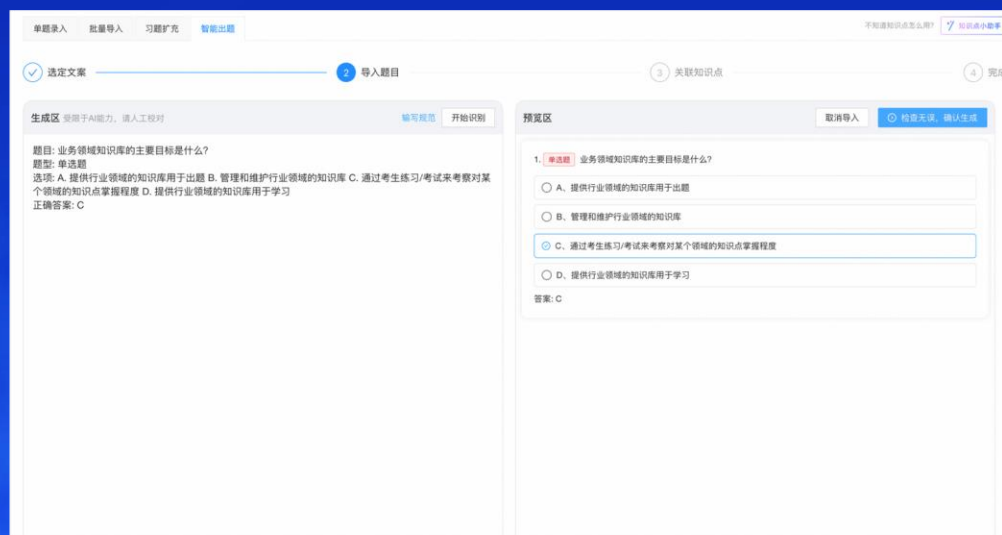 单题录入 批量导入 习题扩充 智能出题 不知道知识点怎么用? 知识点小助手
选定文案 2 导入题目 3 关联知识点 4 完成
生成区 受限于AI能力,请人工校对 编写规范 开始识别
题目: 业务领域知识库的主要目标是什么?
题型: 单选题
选项: A. 提供行业领域的知识库用于出题 B. 管理和维护行业领域的知识库 C. 通过考生练习/考试来考察对某
个领域的知识点掌握程度 D. 提供行业领域的知识库用于学习
正确答案: C
预览区 取消导入 检查无误,确认生成
1. 单选题 业务领域知识库的主要目标是什么?
A、提供行业领域的知识库用于出题
B、管理和维护行业领域的知识库
C、通过考生练习/考试来考察对某个领域的知识点掌握程度
D、提供行业领域的知识库用于学习
答案: C